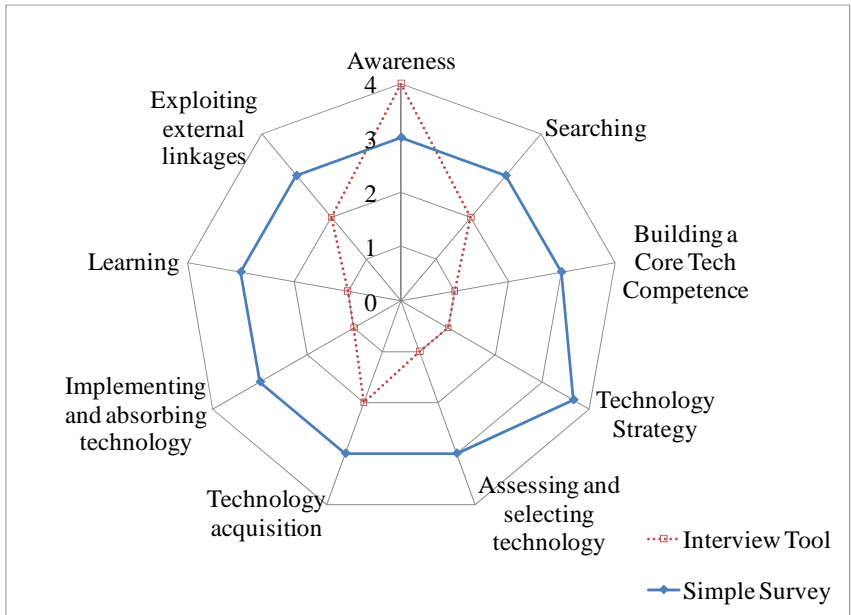 Awareness
4
Exploiting
external
linkages
Searching
3
2
Learning
1
Building a
Core Tech
Competence
0
Implementing
and absorbing
technology
Technology
Strategy
Technology
acquisition
Assessing and
selecting
technology
Interview Tool
Simple Survey